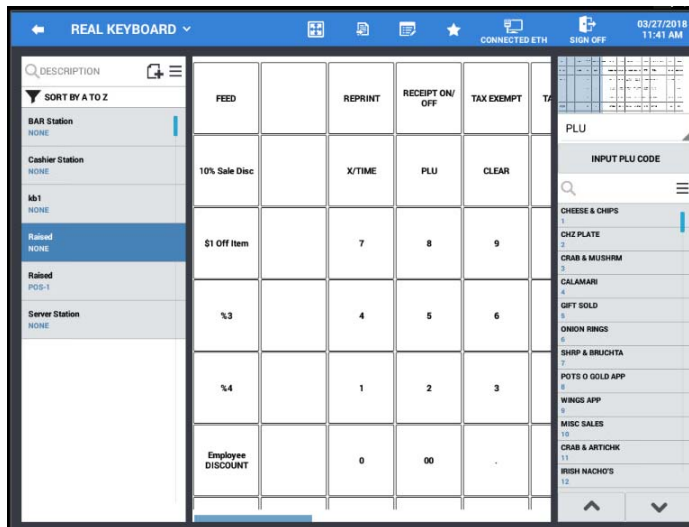 REAL KEYBOARD
CONNECTED ETH
SIGN OFF
03/27/2018
11:41 AM
DESCRIPTION
SORT BY A TO Z
BAR Station
NONE
Cashier Station
NONE
kb1
NONE
Raised
NONE
Raised
POS-1
Server Station
NONE
FEED
REPRINT
RECEIPT ON/
OFF
TAX EXEMPT
TA
10% Sale Disc
X/TIME
PLU
CLEAR
$1 Off Item
7
8
9
%3
4
5
6
%4
1
2
3
Employee
DISCOUNT
0
00
.
PLU
INPUT PLU CODE
CHEESE & CHIPS
1
CHZ PLATE
2
CRAB & MUSHRM
3
CALAMARI
4
GIFT SOLD
5
ONION RINGS
6
SHRP & BRUCHTA
7
POTS O GOLD APP
8
WINGS APP
9
MISC SALES
10
CRAB & ARTICHK
11
IRISH NACHO'S
12